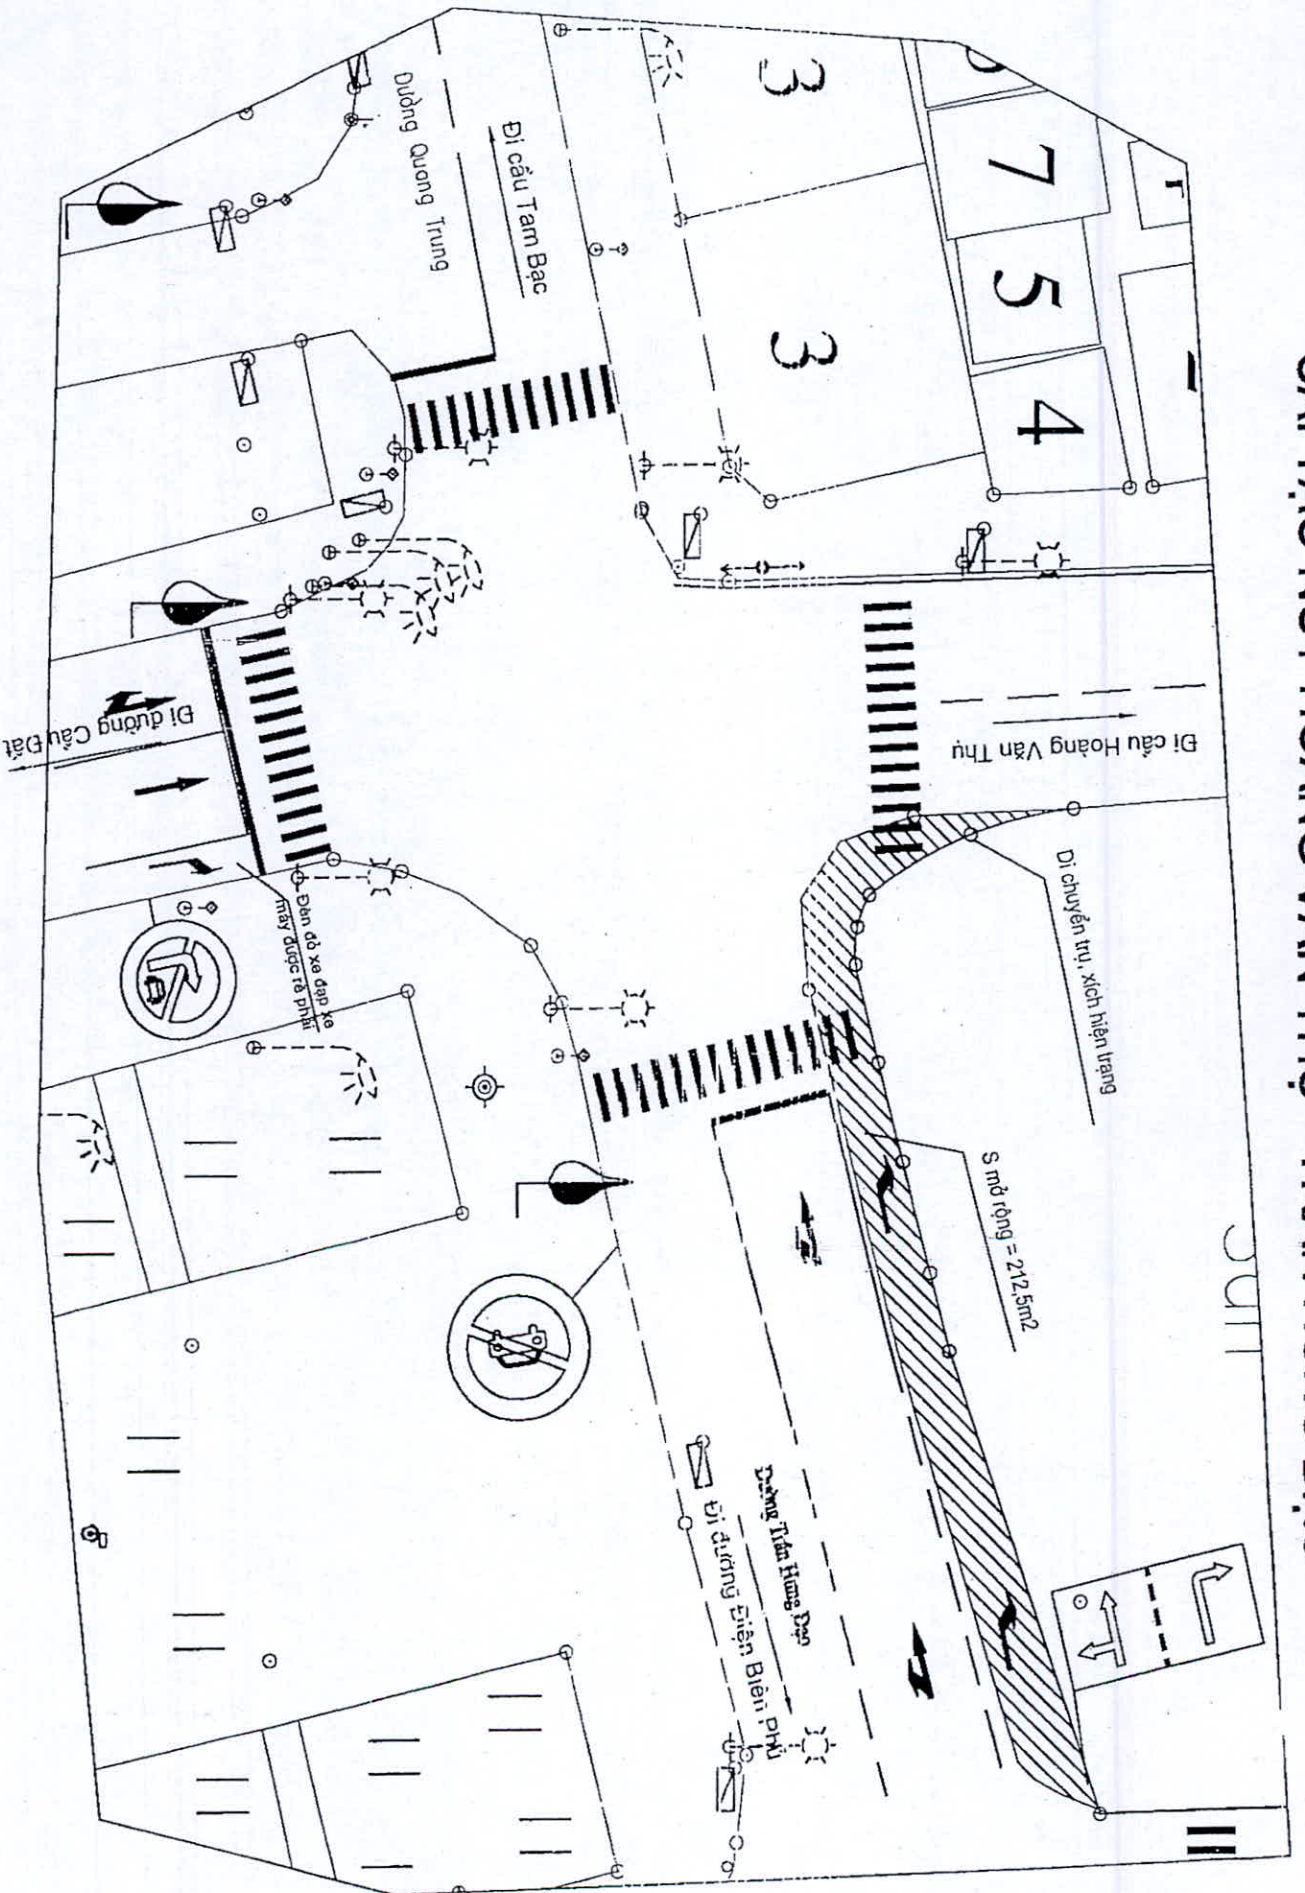 Đường Quang Trung
Đi cầu Tam Bạc
3
3
7
5
4
Đi đường Cầu Đất
Đi cầu Hoàng Văn Thụ
Đèn đỏ xe đạp xe
máy được rẽ phải
Di chuyển trụ, xích hiện trạng
S mở rộng = 212,5m2
Đường Trần Hưng Đạo
Đi đường Điện Biên Phủ